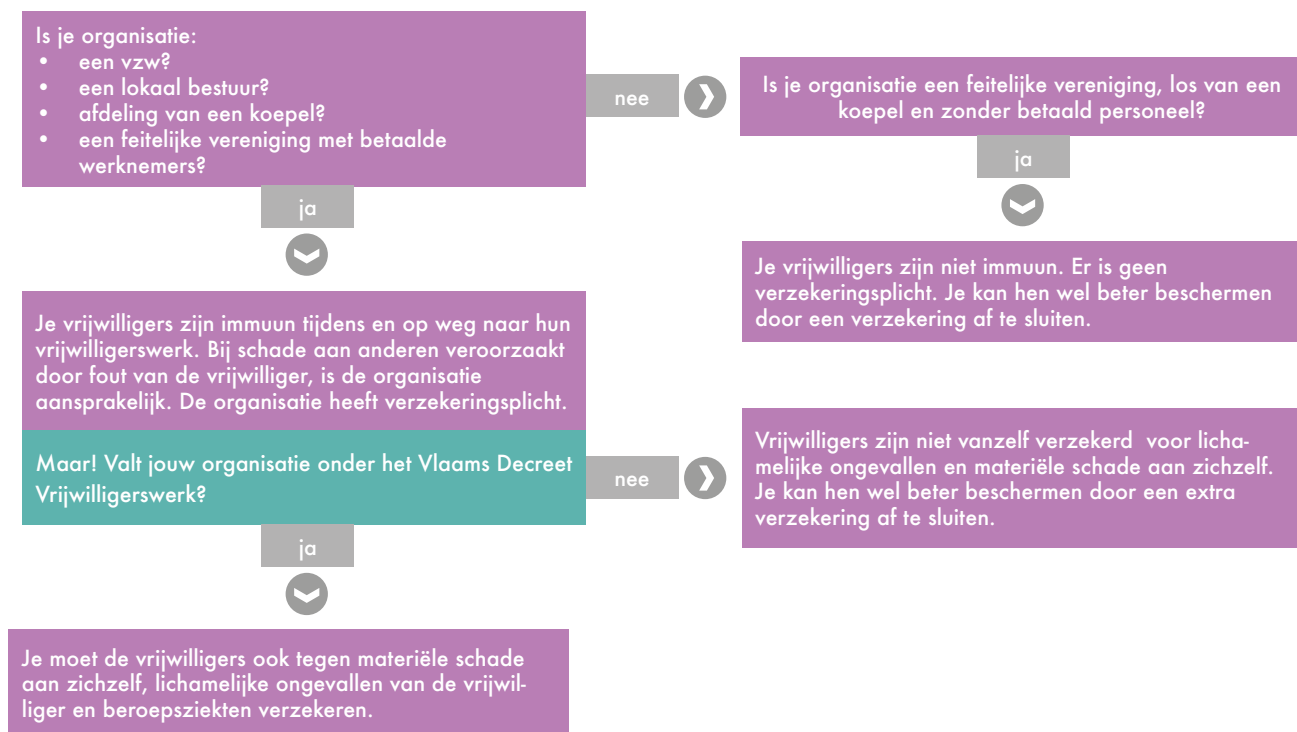 Is je organisatie:
• een vzw?
• een lokaal bestuur?
• afdeling van een koepel?
• een feitelijke vereniging met betaalde
werknemers?
nee
Is je organisatie een feitelijke vereniging, los van een
koepel en zonder betaald personeel?
ja
ja
Je vrijwilligers zijn niet immuun. Er is geen
verzekeringsplicht. Je kan hen wel beter beschermen
door een verzekering af te sluiten.
Je vrijwilligers zijn immuun tijdens en op weg naar hun
vrijwilligerswerk. Bij schade aan anderen veroorzaakt
door fout van de vrijwilliger, is de organisatie
aansprakelijk. De organisatie heeft verzekeringsplicht.
Maar! Valt jouw organisatie onder het Vlaams Decreet
Vrijwilligerswerk?
nee
Vrijwilligers zijn niet vanzelf verzekerd voor licha-
melijke ongevallen en materiële schade aan zichzelf.
Je kan hen wel beter beschermen door een extra
verzekering af te sluiten.
ja
Je moet de vrijwilligers ook tegen materiële schade
aan zichzelf, lichamelijke ongevallen van de vrijwil-
liger en beroepsziekten verzekeren.